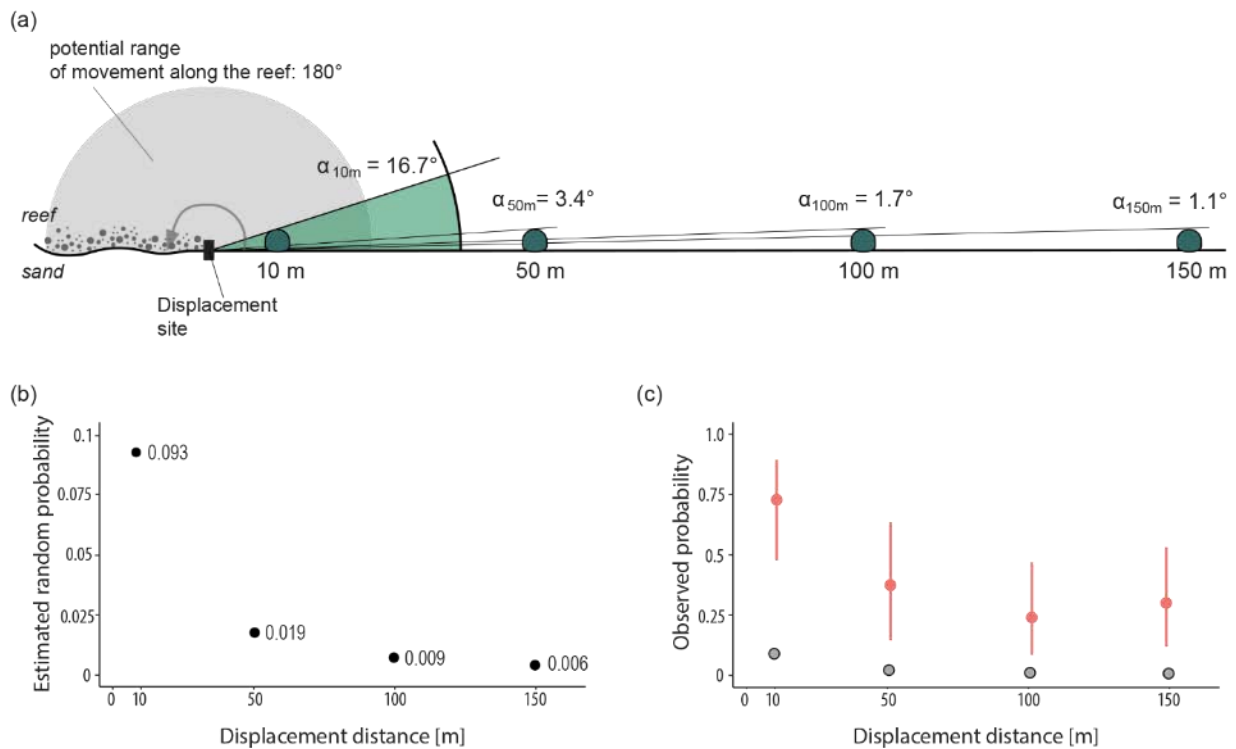 (a)
potential range
of movement along the reef: 180°
α 10m = 16.7°
α50m= 3.4°
α100m = 1.7°
α150m = 1.1°
reef
sand
10 m
50 m
100 m
150 m
Displacement
site
(b)
Estimated random probability
0.1
0.075
0.05
0.025
0
0.093
0.019
0.009
0.006
0
10
50
100
150
Displacement distance [m]
(c)
Observed probability
1.0
0.75
0.5
0.25
0
0
10
50
100
150
Displacement distance [m]